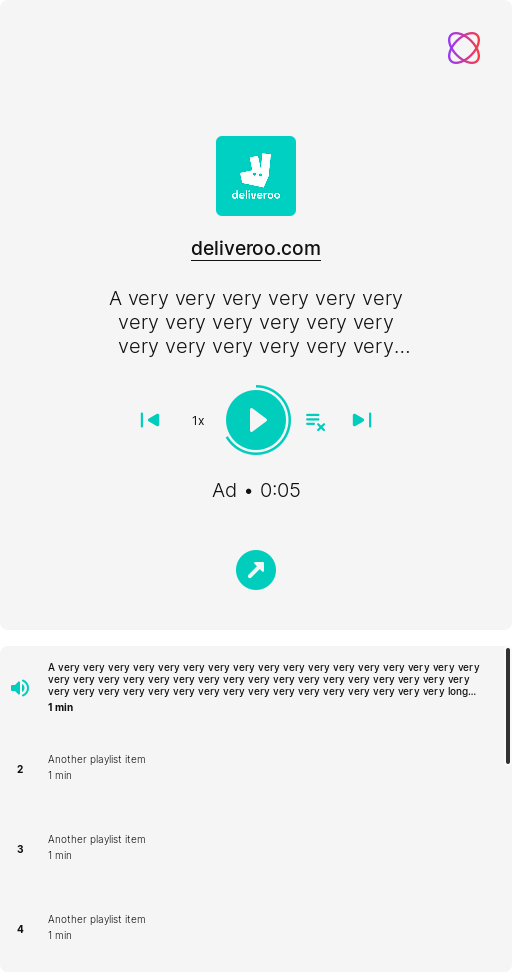 deliveroo
deliveroo.com
A very very very very very very
very very very very very very
very very very very very very...
1x
Ad • 0:05
A very very very very very very very very very very very very very very very very very
very very very very very very very very very very very very very very very very very
very very very very very very very very very very very very very very very very long...
1 min
2
Another playlist item
1 min
3
Another playlist item
1 min
4
Another playlist item
1 min